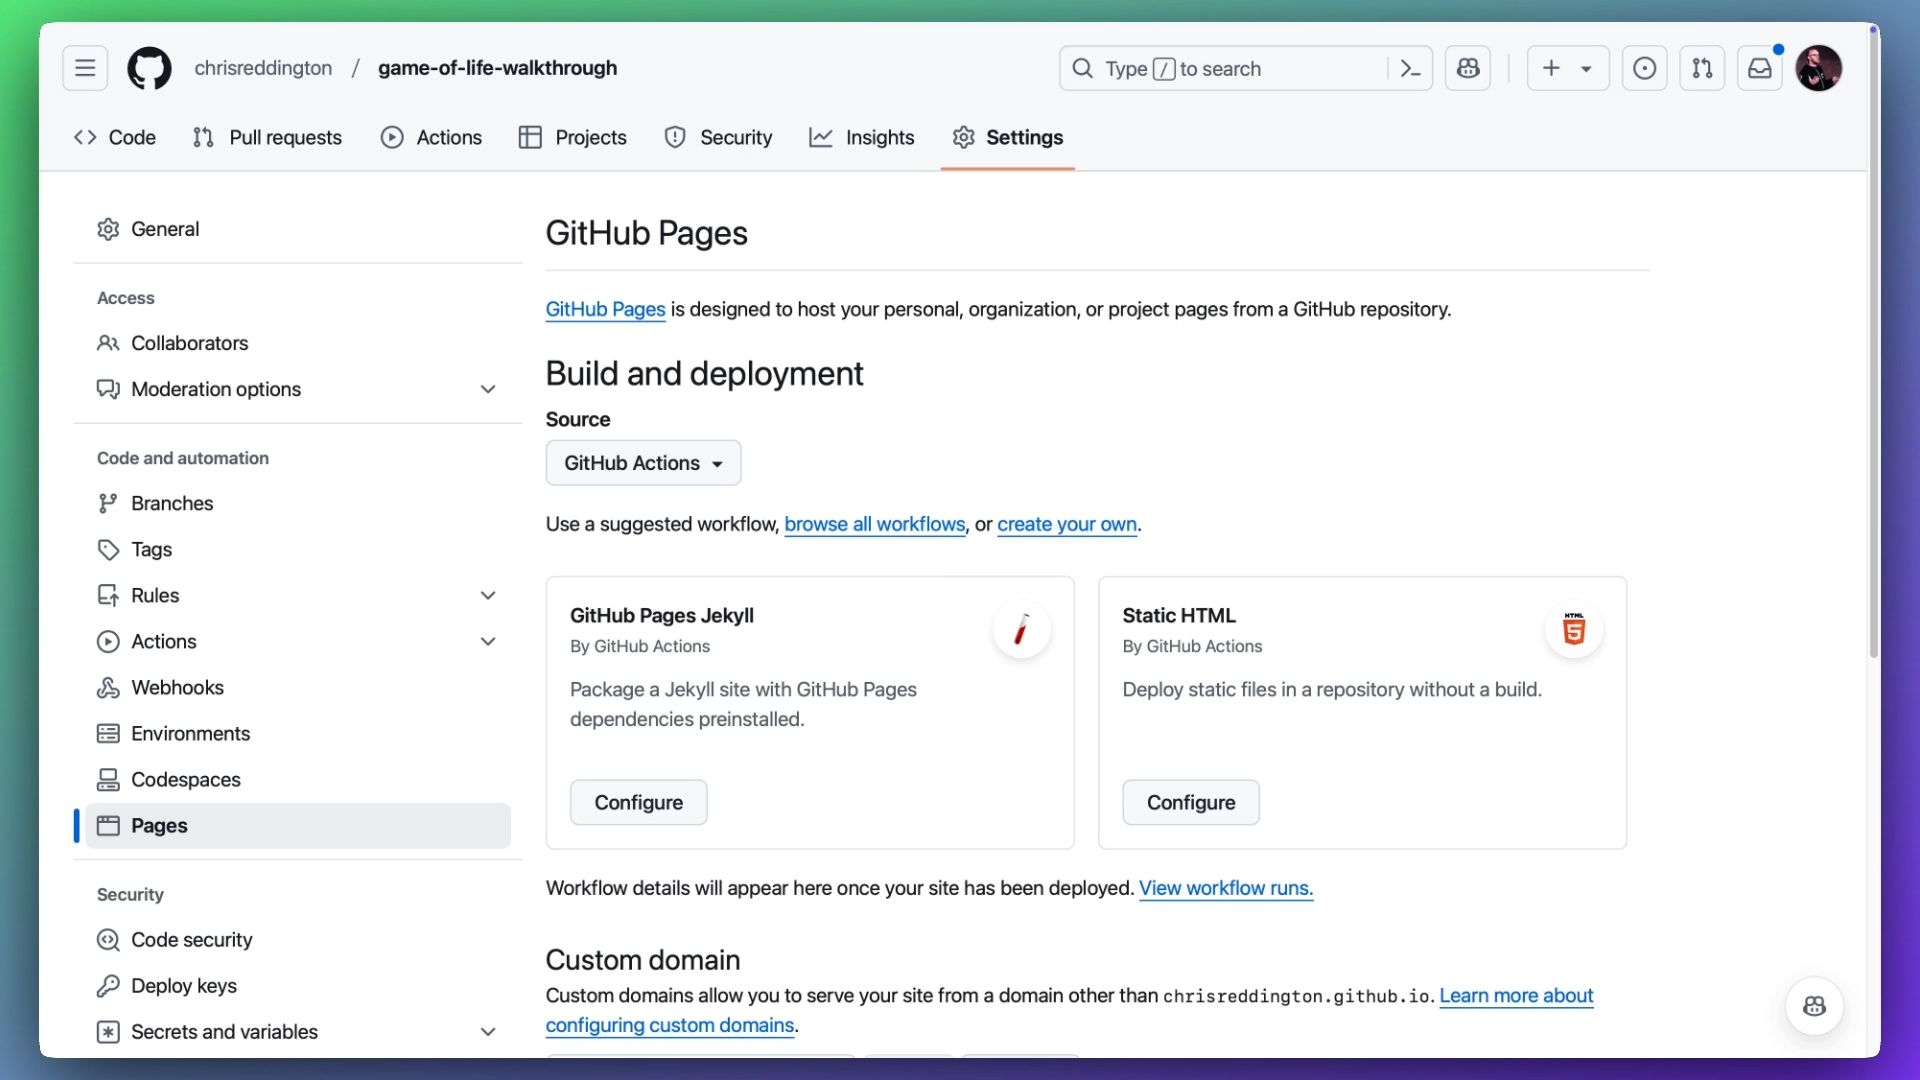 chrisreddington / game-of-life-walkthrough
Type / to search
Code
Pull requests
Actions
Projects
Security
Insights
Settings
General
Access
Collaborators
Moderation options
Code and automation
Branches
Tags
Rules
Actions
Webhooks
Environments
Codespaces
Pages
Security
Code security
Deploy keys
Secrets and variables
GitHub Pages
GitHub Pages is designed to host your personal, organization, or project pages from a GitHub repository.
Build and deployment
Source
GitHub Actions
Use a suggested workflow, browse all workflows, or create your own.
GitHub Pages Jekyll
By GitHub Actions
Package a Jekyll site with GitHub Pages
dependencies preinstalled.
Configure
Static HTML
HTML
5
By GitHub Actions
Deploy static files in a repository without a build.
Configure
Workflow details will appear here once your site has been deployed. View workflow runs.
Custom domain
Custom domains allow you to serve your site from a domain other than chrisreddington.github.io. Learn more about
configuring custom domains.